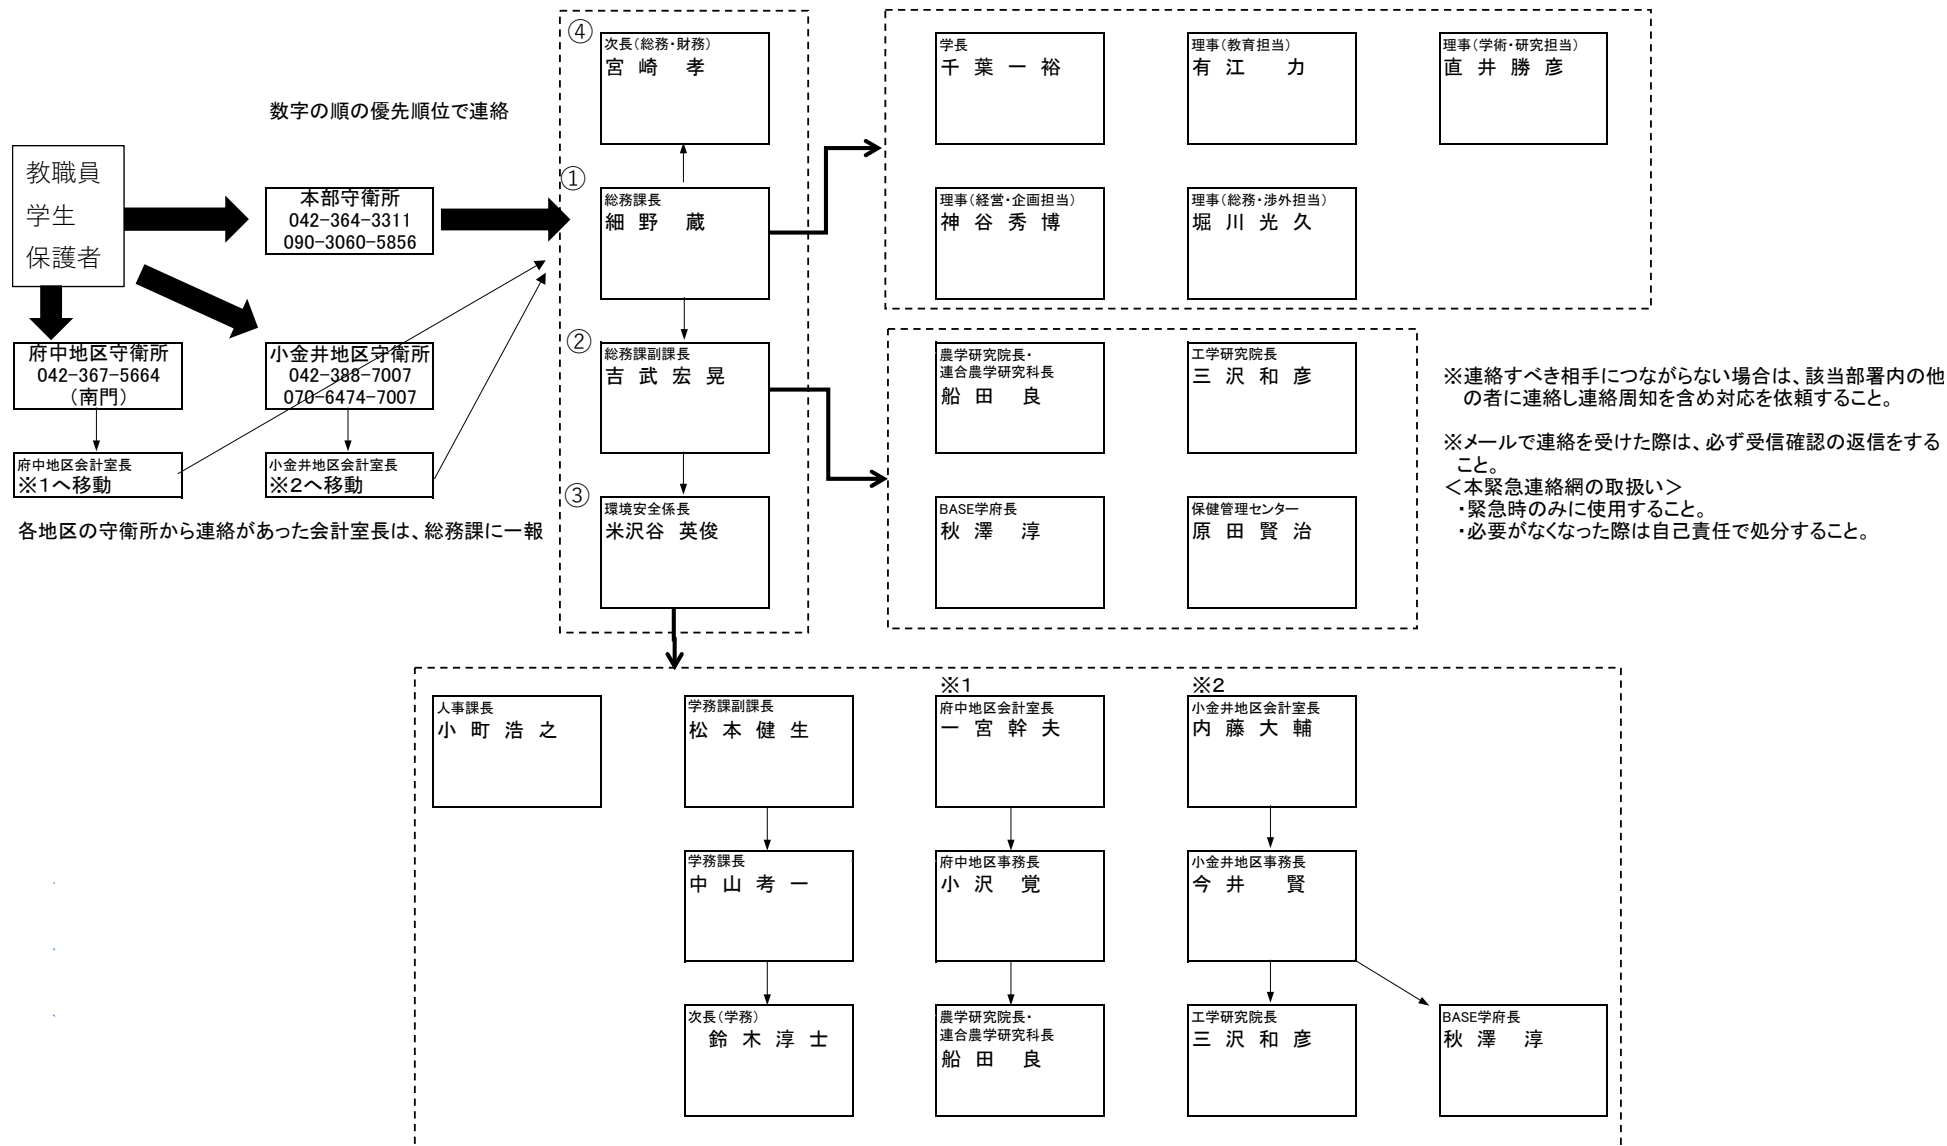 ④
次長（総務・財務）
宮 崎 孝
学長
千 葉 一 裕
理事（教育担当）
有 江 力
理事（学術・研究担当）
直 井 勝 彦
数字の順の優先順位で連絡
教職員
学生
保護者
本部守衛所
042-364-3311
090-3060-5856
①
総務課長
細 野 蔵
理事（経営・企画担当）
神 谷 秀 博
理事（総務・渉外担当）
堀 川 光 久
府中地区守衛所
042-367-5664
（南門）
小金井地区守衛所
042-388-7007
070-6474-7007
②
総務課副課長
吉 武 宏 晃
農学研究院長・
連合農学研究科長
船 田 良
工学研究院長
三 沢 和 彦
※連絡すべき相手につながらない場合は、該当部署内の他
の者に連絡し連絡周知を含め対応を依頼すること。
※メールで連絡を受けた際は、必ず受信確認の返信をする
こと。
＜本緊急連絡網の取扱い＞
・緊急時のみに使用すること。
・必要がなくなった際は自己責任で処分すること。
府中地区会計室長
※１へ移動
小金井地区会計室長
※２へ移動
各地区の守衛所から連絡があった会計室長は、総務課に一報
③
環境安全係長
米沢谷 英俊
BASE学府長
秋 澤 淳
保健管理センター
原 田 賢 治
人事課長
小 町 浩 之
学務課副課長
松 本 健 生
※１
府中地区会計室長
一 宮 幹 夫
※２
小金井地区会計室長
内 藤 大 輔
学務課長
中 山 考 一
府中地区事務長
小 沢 覚
小金井地区事務長
今 井 賢
次長（学務）
鈴 木 淳 士
農学研究院長・
連合農学研究科長
船 田 良
工学研究院長
三 沢 和 彦
BASE学府長
秋 澤 淳